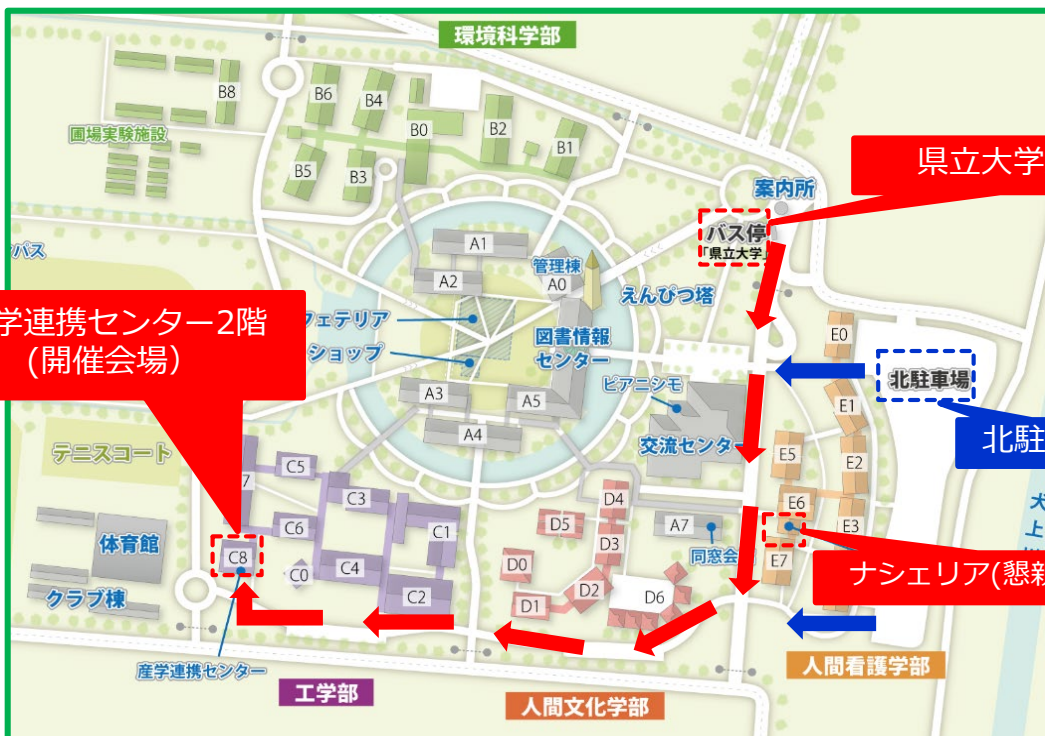 環境科学部
B8
B6
B4
B0
B2
B1
B5
B3
圃場実験施設
県立大学
案内所
バス停
「県立大学」
パス
A1
A2
管理棟
A0
えんぴつ塔
学連携センター2階
(開催会場）
フェテリア
ショップ
図書情報
センター
E0
北駐車場
ピアニシモ
A3
A5
A4
E1
交流センタ
北駐
テニスコート
C5
7
C3
D4
E5
E2
E6
E3
体育館
C6
C1
D5
D3
A7
同窓会
犬
上
C8
C0
C4
D0
E7
ナシェリア(懇親
クラブ棟
C2
D1
D2
D6
産学連携センター
工学部
人間文化学部
人間看護学部